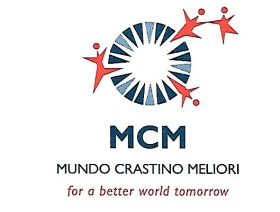 MCM
MUNDO CRASTINO MELIORI
for a better world tomorrow